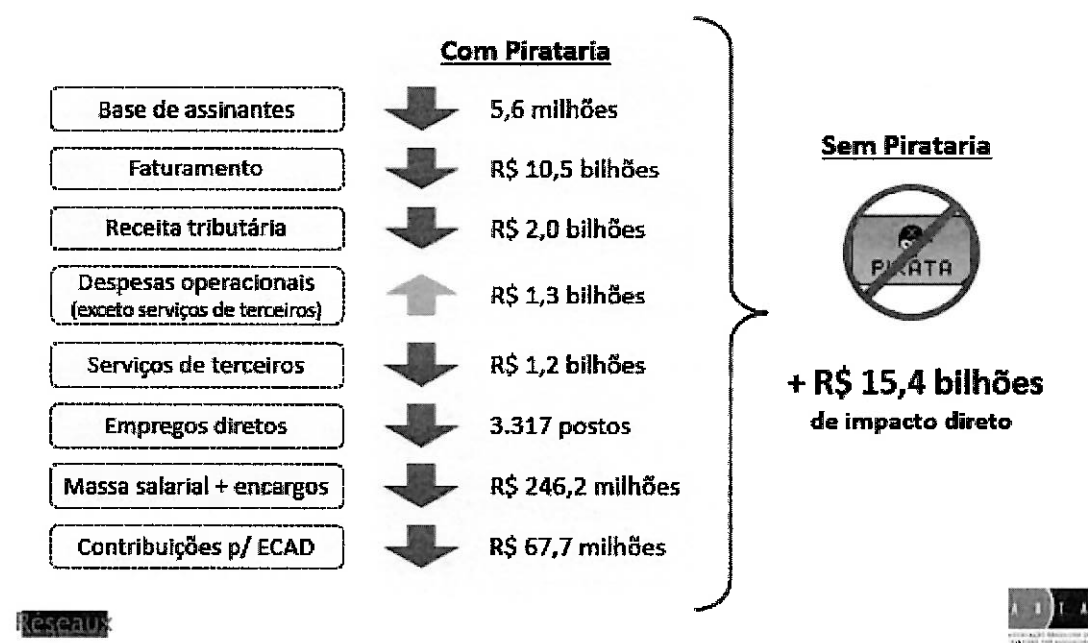 Com Pirataria
Base de assinantes
5,6 milhões
Faturamento
R$ 10,5 bilhões
Receita tributária
R$ 2,0 bilhões
Despesas operacionais
(exceto serviços de terceiros)
R$ 1,3 bilhões
Serviços de terceiros
R$ 1,2 bilhões
Empregos diretos
3.317 postos
Massa salarial + encargos
R$ 246,2 milhões
Contribuições p/ ECAD
R$ 67,7 milhões
Sem Pirataria
PIRATA
+ R$ 15,4 bilhões
de impacto direto
Réseaux
A B T A